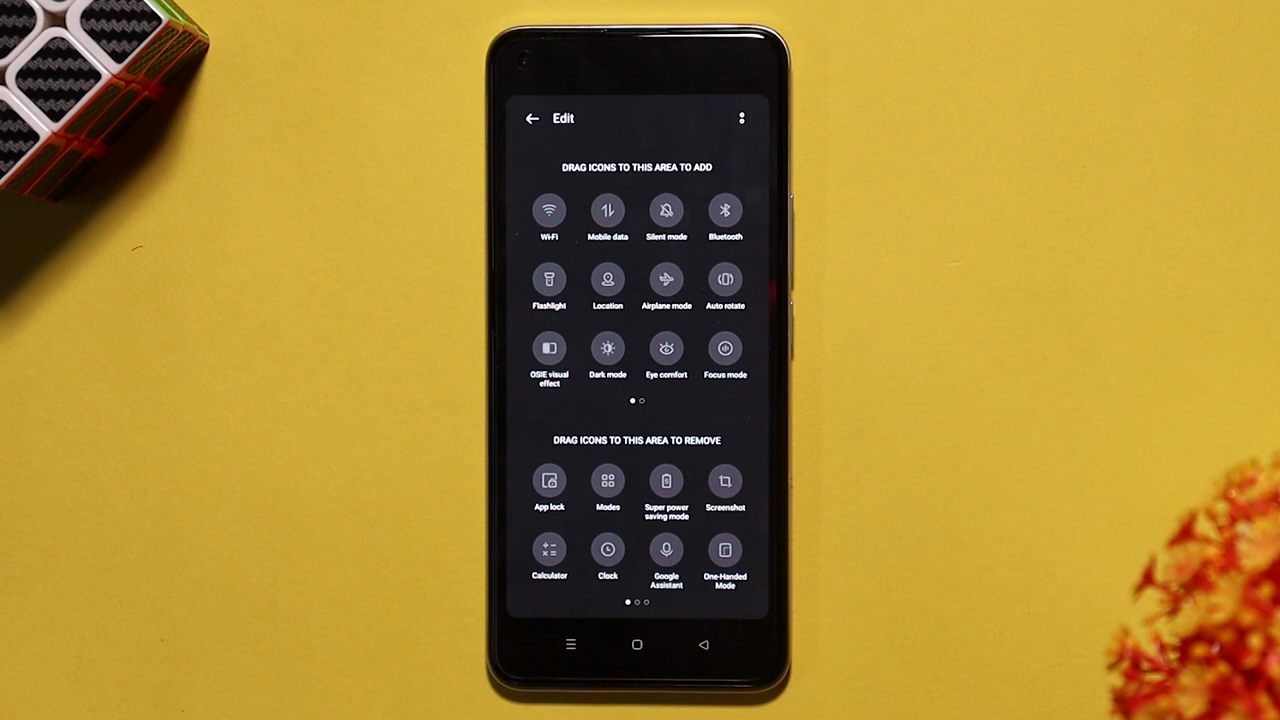 Edit
DRAG ICONS TO THIS AREA TO ADD
Wi-Fi Mobile data Silent mode Bluetooth
Flashlight Location Airplane mode Auto rotate
OSIE visual effect Dark mode Eye comfort Focus mode
DRAG ICONS TO THIS AREA TO REMOVE
App lock Modes Super power saving mode Screenshot
Calculator Clock Google Assistant One-Handed Mode